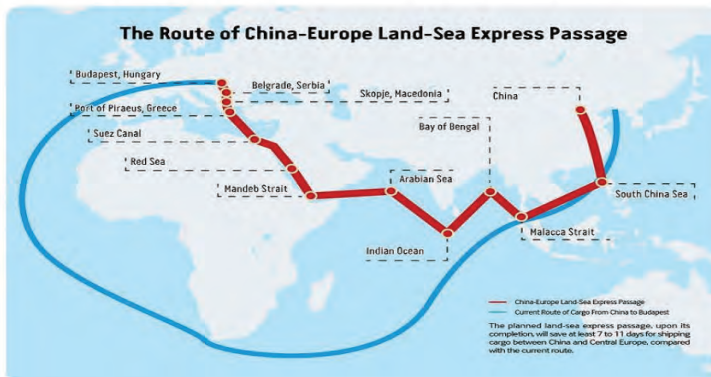 The Route of China-Europe Land-Sea Express Passage
Budapest, Hungary
Belgrade, Serbia
Skopje, Macedonia
China
Port of Piraeus, Greece
Bay of Bengal
Suez Canal
Red Sea
Arabian Sea
Mandeb Strait
South China Sea
Malacca Strait
Indian Ocean
China-Europe Land-Sea Express Passage
Current Route of Cargo From China to Budapest
The planned land-sea express passage, upon its
completion, will save at least 7 to 11 days for shipping
cargo between China and Central Europe, compared
with the current route.